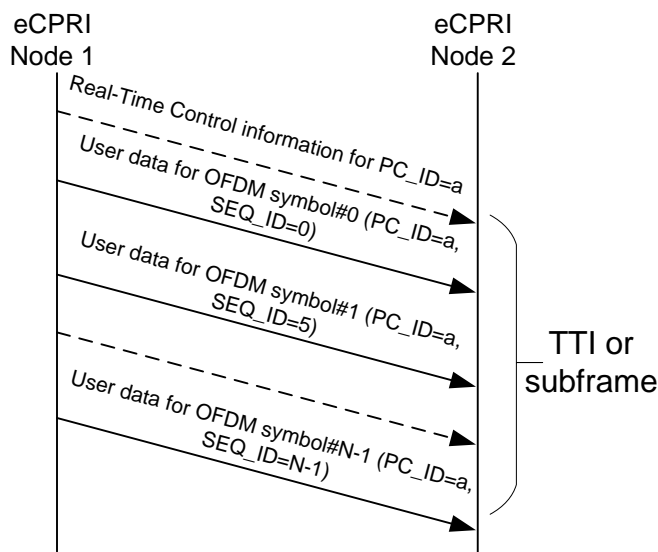 eCPRI
Node 1
eCPRI
Node 2
Real-Time Control information for PC_ID=a
User data for OFDM symbol#0 (PC_ID=a,
SEQ_ID=0)
User data for OFDM symbol#1 (PC_ID=a,
SEQ_ID=5)
User data for OFDM symbol#N-1 (PC_ID=a,
SEQ_ID=N-1)
TTI or
subframe